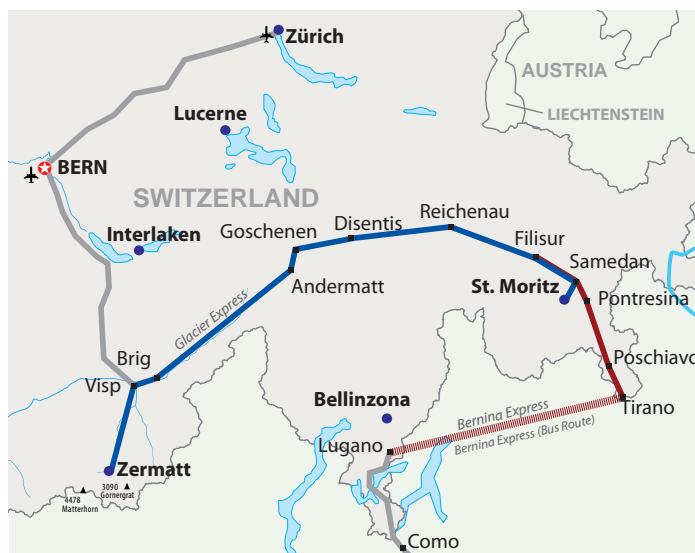 Zürich
AUSTRIA
LIECHTENSTEIN
Lucerne
BERN
SWITZERLAND
Interlaken
Goschenen
Disentis
Reichenau
Filisur
Samedan
Andermatt
St. Moritz
Pontresina
Glacier Express
Brig
Visp
Poschiavo
Bellinzona
Tirano
Bernina Express
Bernina Express (Bus Route)
Lugano
Zermatt
3090
Gornergrat
4478
Matterhorn
Como